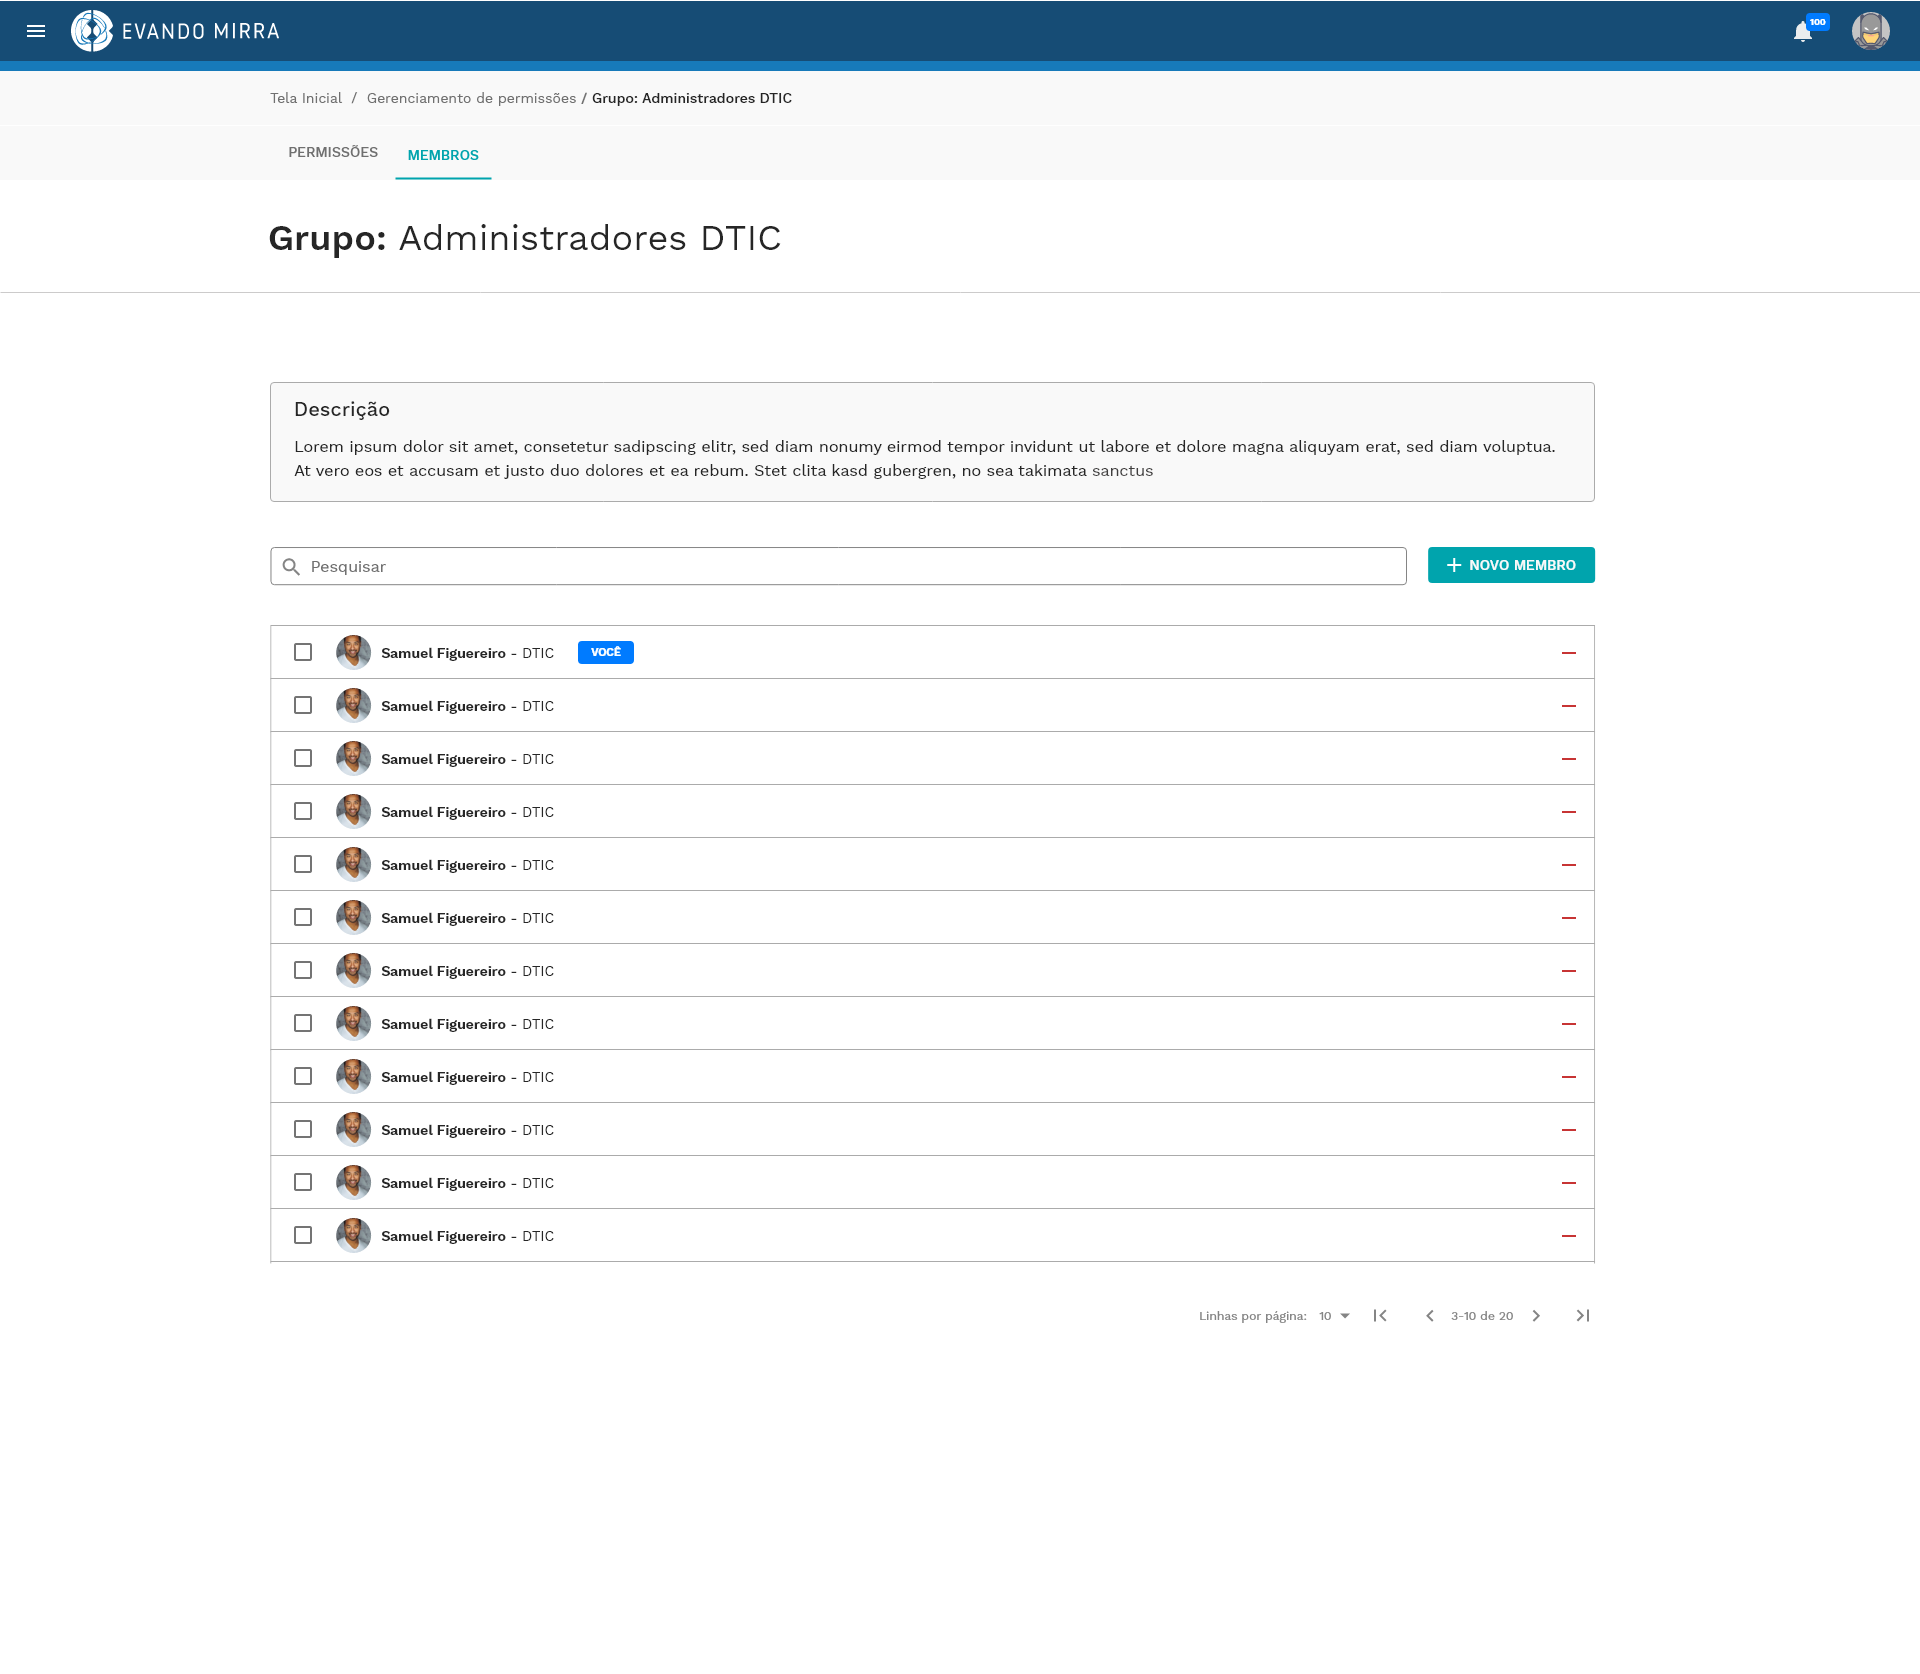 EVANDO MIRRA
100
Tela Inicial / Gerenciamento de permissões / Grupo: Administradores DTIC
PERMISSÕES
MEMBROS
Grupo: Administradores DTIC
Descrição
Lorem ipsum dolor sit amet, consetetur sadipscing elitr, sed diam nonumy eirmod tempor invidunt ut labore et dolore magna aliquyam erat, sed diam voluptua.
At vero eos et accusam et justo duo dolores et ea rebum. Stet clita kasd gubergren, no sea takimata sanctus
Pesquisar
NOVO MEMBRO
Samuel Figuereiro - DTIC VOCÊ
Samuel Figuereiro - DTIC
Samuel Figuereiro - DTIC
Samuel Figuereiro - DTIC
Samuel Figuereiro - DTIC
Samuel Figuereiro - DTIC
Samuel Figuereiro - DTIC
Samuel Figuereiro - DTIC
Samuel Figuereiro - DTIC
Samuel Figuereiro - DTIC
Samuel Figuereiro - DTIC
Samuel Figuereiro - DTIC
Linhas por página: 10 3-10 de 20